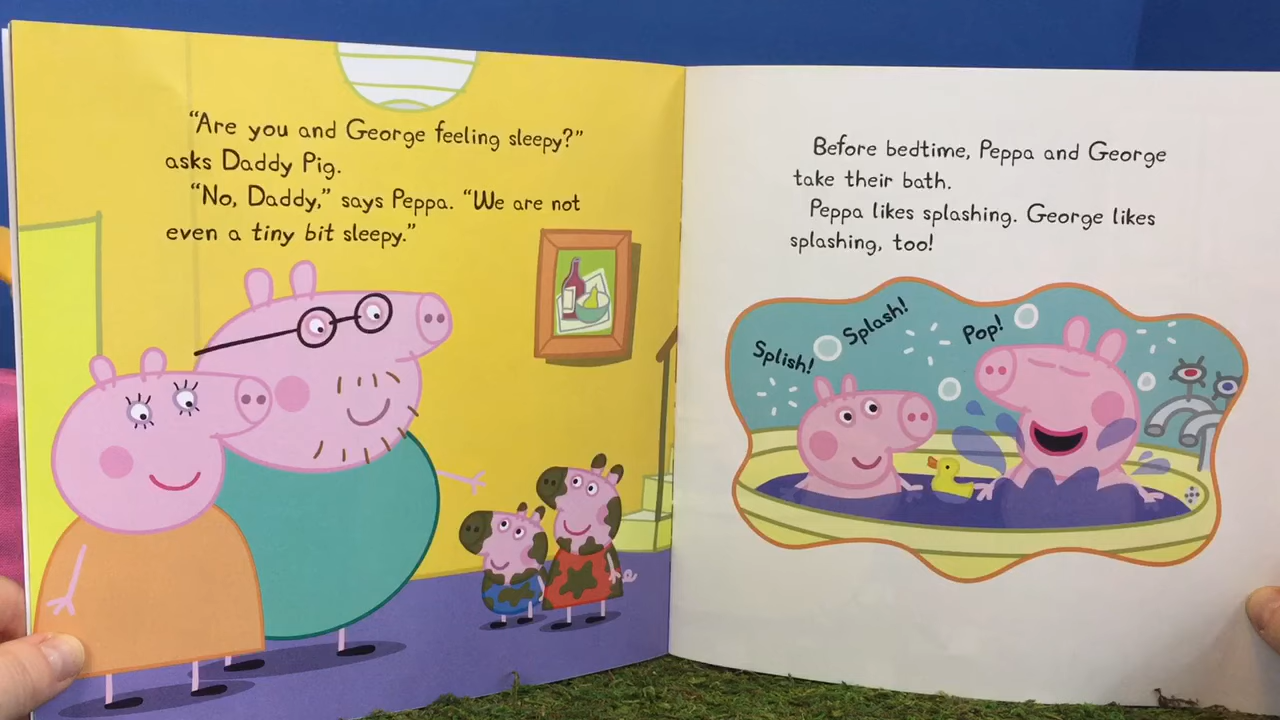 “Are you and George feeling sleepy?”
asks Daddy Pig.
“No, Daddy,” says Peppa. “We are not
even a tiny bit sleepy.”
Before bedtime, Peppa and George
take their bath.
Peppa likes splashing. George likes
splashing, too!
Splish!
Splash!
Pop!